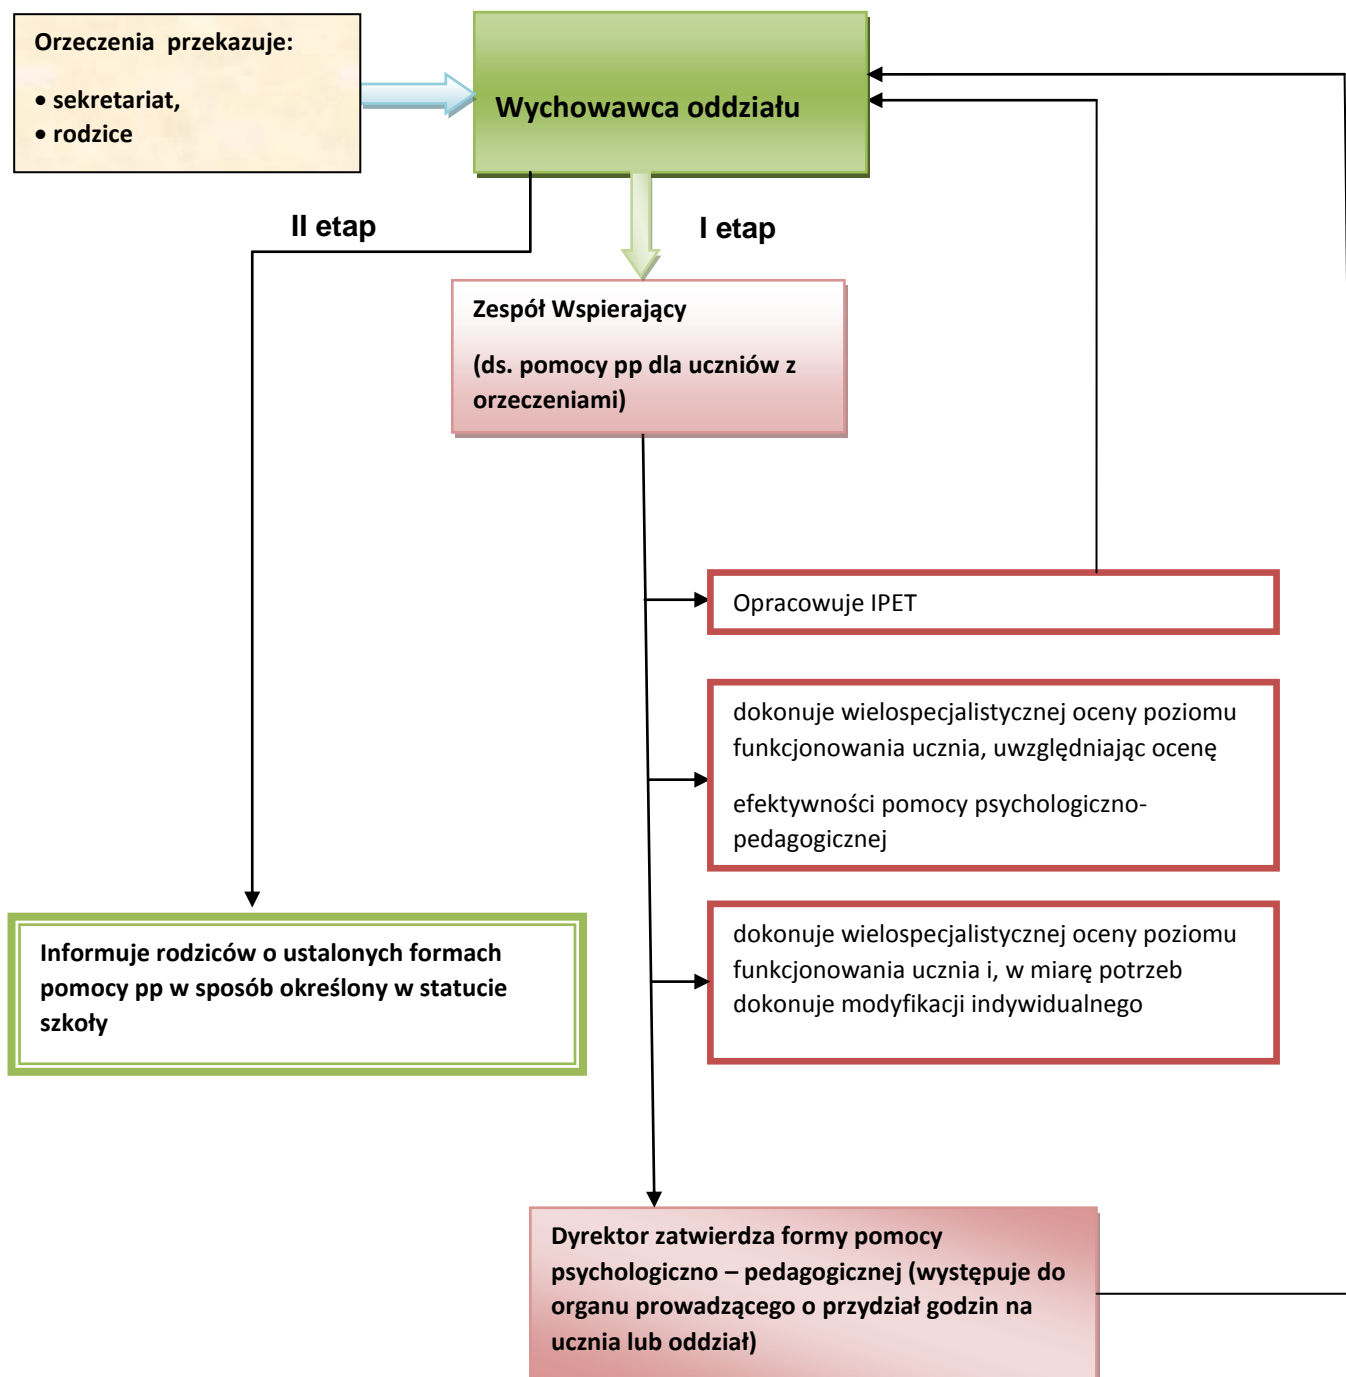 Orzeczenia przekazuje:
• sekretariat,
• rodzice
Wychowawca oddziału
II etap
I etap
Zespół Wspierający
(ds. pomocy pp dla uczniów z
orzeczeniami)
Opracowuje IPET
dokonuje wielospecjalistycznej oceny poziomu
funkcjonowania ucznia, uwzględniając ocenę
efektywności pomocy psychologiczno-
pedagogicznej
Informuje rodziców o ustalonych formach
pomocy pp w sposób określony w statucie
szkoły
dokonuje wielospecjalistycznej oceny poziomu
funkcjonowania ucznia i, w miarę potrzeb
dokonuje modyfikacji indywidualnego
Dyrektor zatwierdza formy pomocy
psychologiczno – pedagogicznej (występuje do
organu prowadzącego o przydział godzin na
ucznia lub oddział)